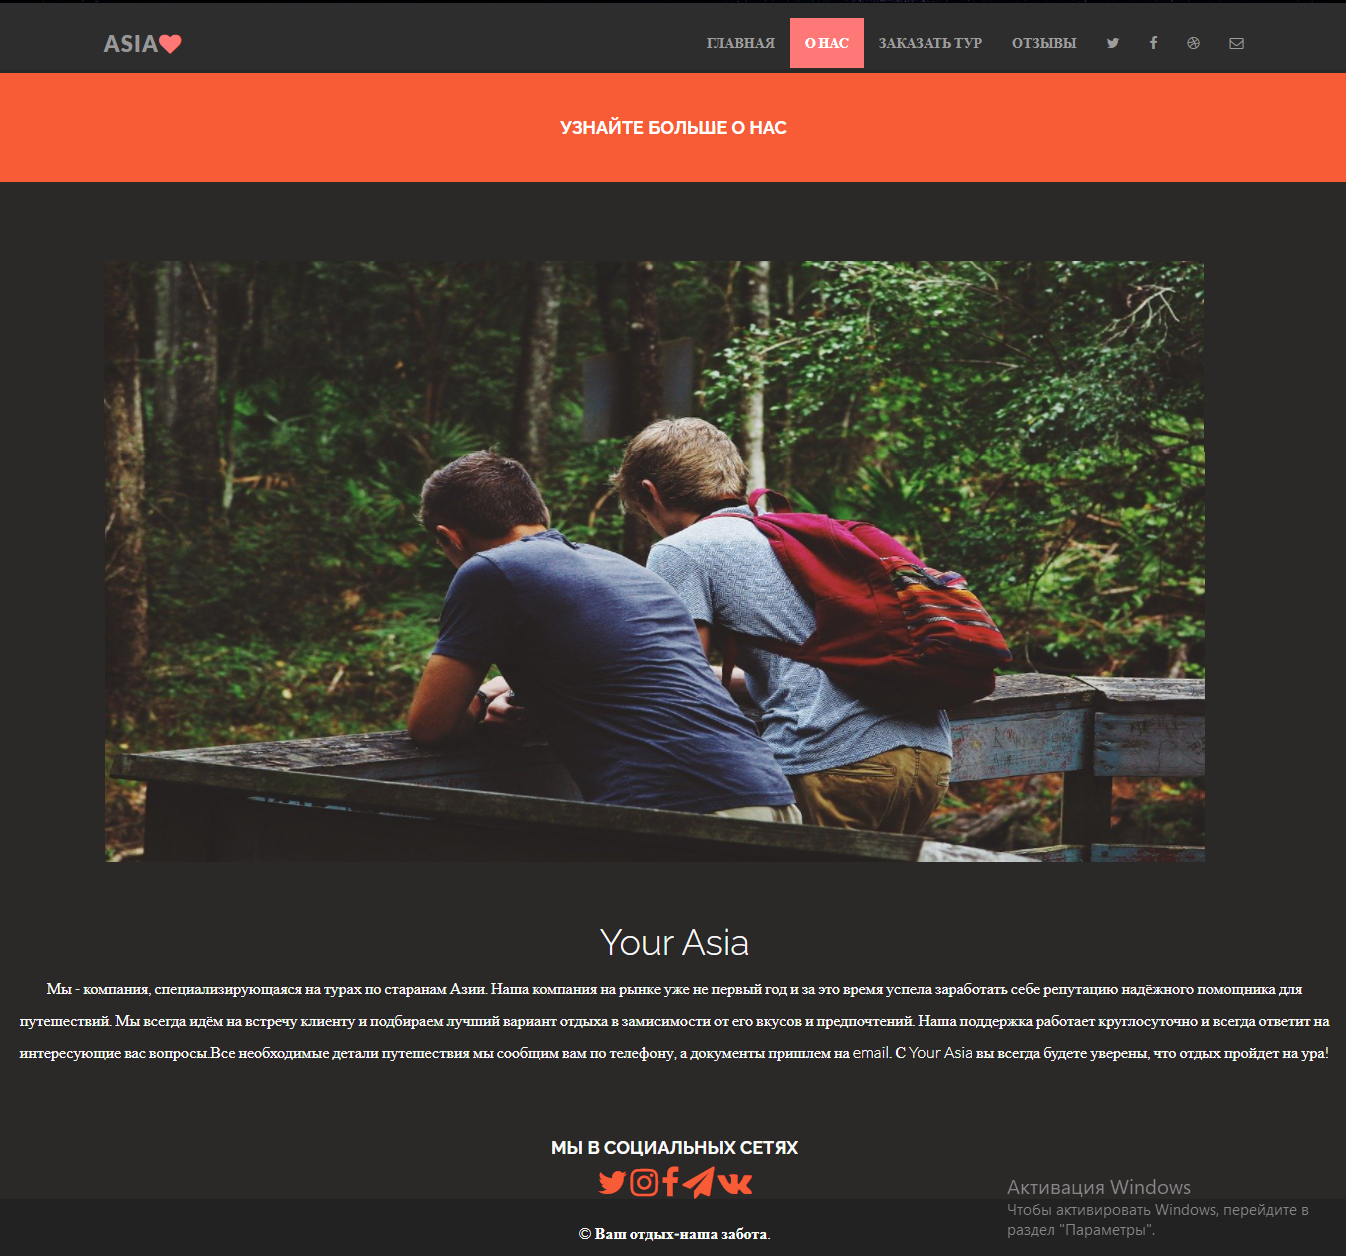 ASIA
ГЛАВНАЯ О НАС ЗАКАЗАТЬ ТУР ОТЗЫВЫ
УЗНАЙТЕ БОЛЬШЕ О НАС
Your Asia
Мы - компания, специализирующаяся на турах по старанам Азии. Наша компания на рынке уже не первый год и за это время успела заработать себе репутацию надёжного помощника для
путешествий. Мы всегда идём на встречу клиенту и подбираем лучший вариант отдыха в замисимости от его вкусов и предпочтений. Наша поддержка работает круглосуточно и всегда ответит на
интересующие вас вопросы.Все необходимые детали путешествия мы сообщим вам по телефону, а документы пришлем на email. С Your Asia вы всегда будете уверены, что отдых пройдет на ура!
МЫ В СОЦИАЛЬНЫХ СЕТЯХ
Активация Windows
Чтобы активировать Windows, перейдите в
раздел "Параметры".
© Ваш отдых-наша забота.